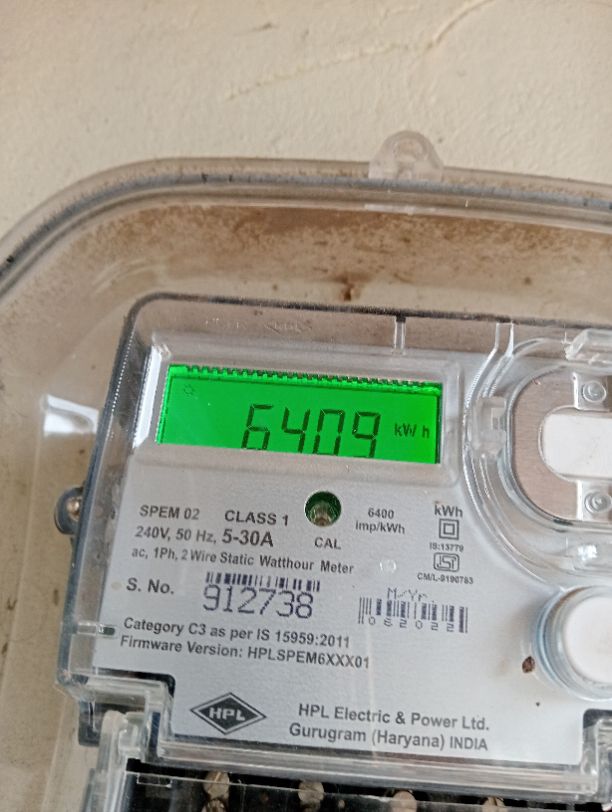 6409 kWh
SPEM 02 CLASS 1
240V, 50 Hz, 5-30A
ac, 1Ph, 2 Wire Static Watthour Meter
CAL
6400
imp/kWh
kWh
IS:13779
ISI
CM/L-9190783
S. No. 912738
M/Yr
062022
Category C3 as per IS 15959:2011
Firmware Version: HPLSPEM6XXX01
HPL
HPL Electric & Power Ltd.
Gurugram (Haryana) INDIA